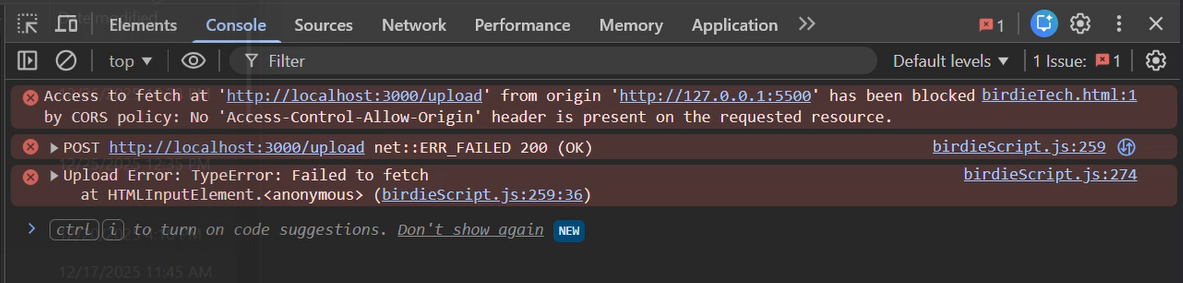 Elements Console Sources Network Performance Memory Application 1
top Filter Default levels 1 Issue: 1
Access to fetch at 'http://localhost:3000/upload' from origin 'http://127.0.0.1:5500' has been blocked birdieTech.html:1
by CORS policy: No 'Access-Control-Allow-Origin' header is present on the requested resource.
POST http://localhost:3000/upload net::ERR_FAILED 200 (OK) birdieScript.js:259
Upload Error: TypeError: Failed to fetch birdieScript.js:274
at HTMLInputElement.<anonymous> (birdieScript.js:259:36)
ctrl i to turn on code suggestions. Don't show again NEW
12/17/2025 11:45 AM